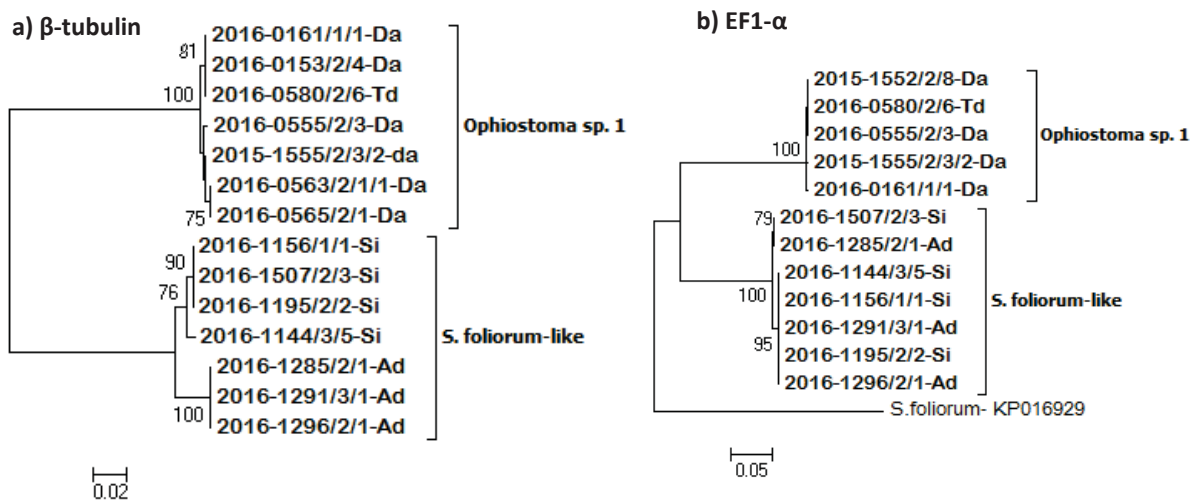 a) β-tubulin
81
100
2016-0161/1/1-Da
2016-0153/2/4-Da
2016-0580/2/6-Td
2016-0555/2/3-Da
2015-1555/2/3/2-da
2016-0563/2/1/1-Da
75
2016-0565/2/1-Da
Ophiostoma sp. 1
2016-1156/1/1-Si
90
2016-1507/2/3-Si
76
2016-1195/2/2-Si
2016-1144/3/5-Si
2016-1285/2/1-Ad
2016-1291/3/1-Ad
100
2016-1296/2/1-Ad
S. foliorum-like
0.02
b) EF1-α
2015-1552/2/8-Da
2016-0580/2/6-Td
2016-0555/2/3-Da
100
2015-1555/2/3/2-Da
2016-0161/1/1-Da
Ophiostoma sp. 1
79
2016-1507/2/3-Si
2016-1285/2/1-Ad
2016-1144/3/5-Si
100
2016-1156/1/1-Si
2016-1291/3/1-Ad
95
2016-1195/2/2-Si
2016-1296/2/1-Ad
S. foliorum-like
S.foliorum- KP016929
0.05